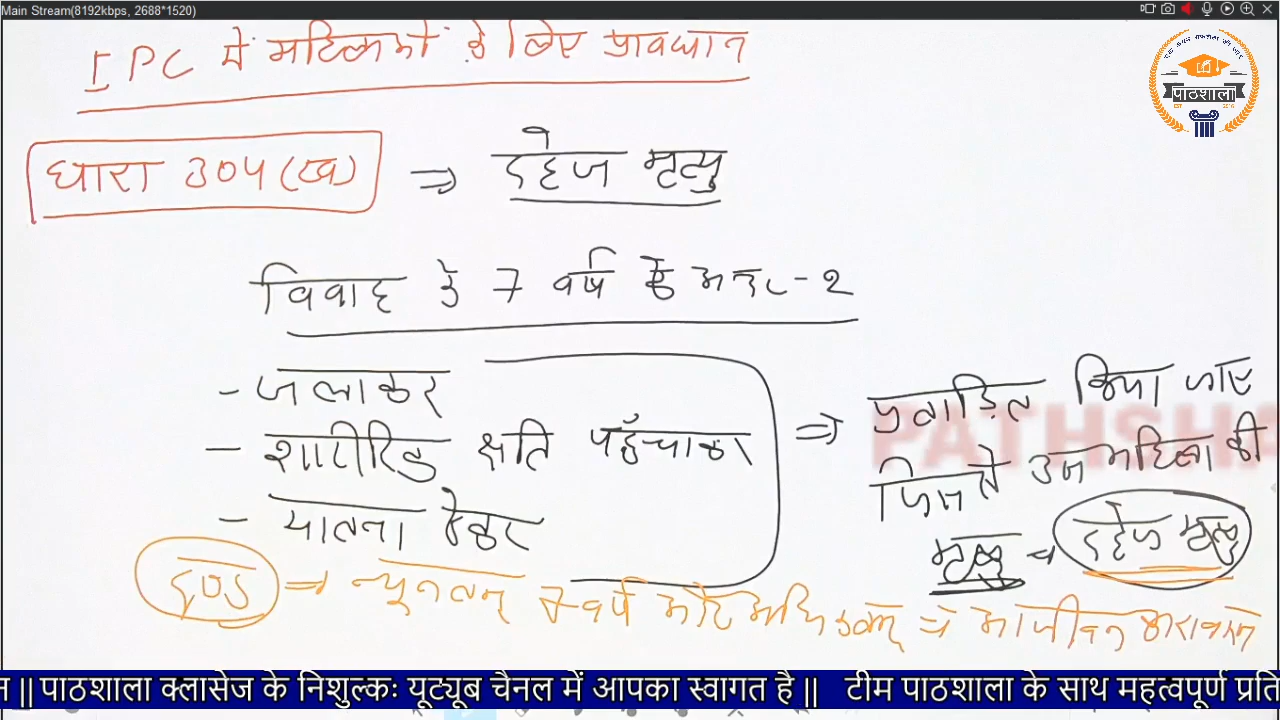 Main Stream(8192kbps, 2688*1520)
IPC में महिलाओं के लिए प्रावधान
पाठशाला
धारा 304(ख) ⇒ दहेज मृत्यु
विवाह के 7 वर्ष के अन्दर-२
- जलाकर
- शारीरिक क्षति पहुँचाकर
- यातना देकर
⇒ प्रताड़ित किया जाए
जिससे उस महिला की
मृत्यु → दहेज मृत्यु
PATHSHA
दण्ड ⇒ न्यूनतम् 7 वर्ष और अधिकतम् ⇒ आजीवन कारावास
|| पाठशाला क्लासेज के निशुल्कः यूट्यूब चैनल में आपका स्वागत है || टीम पाठशाला के साथ महत्वपूर्ण प्रति